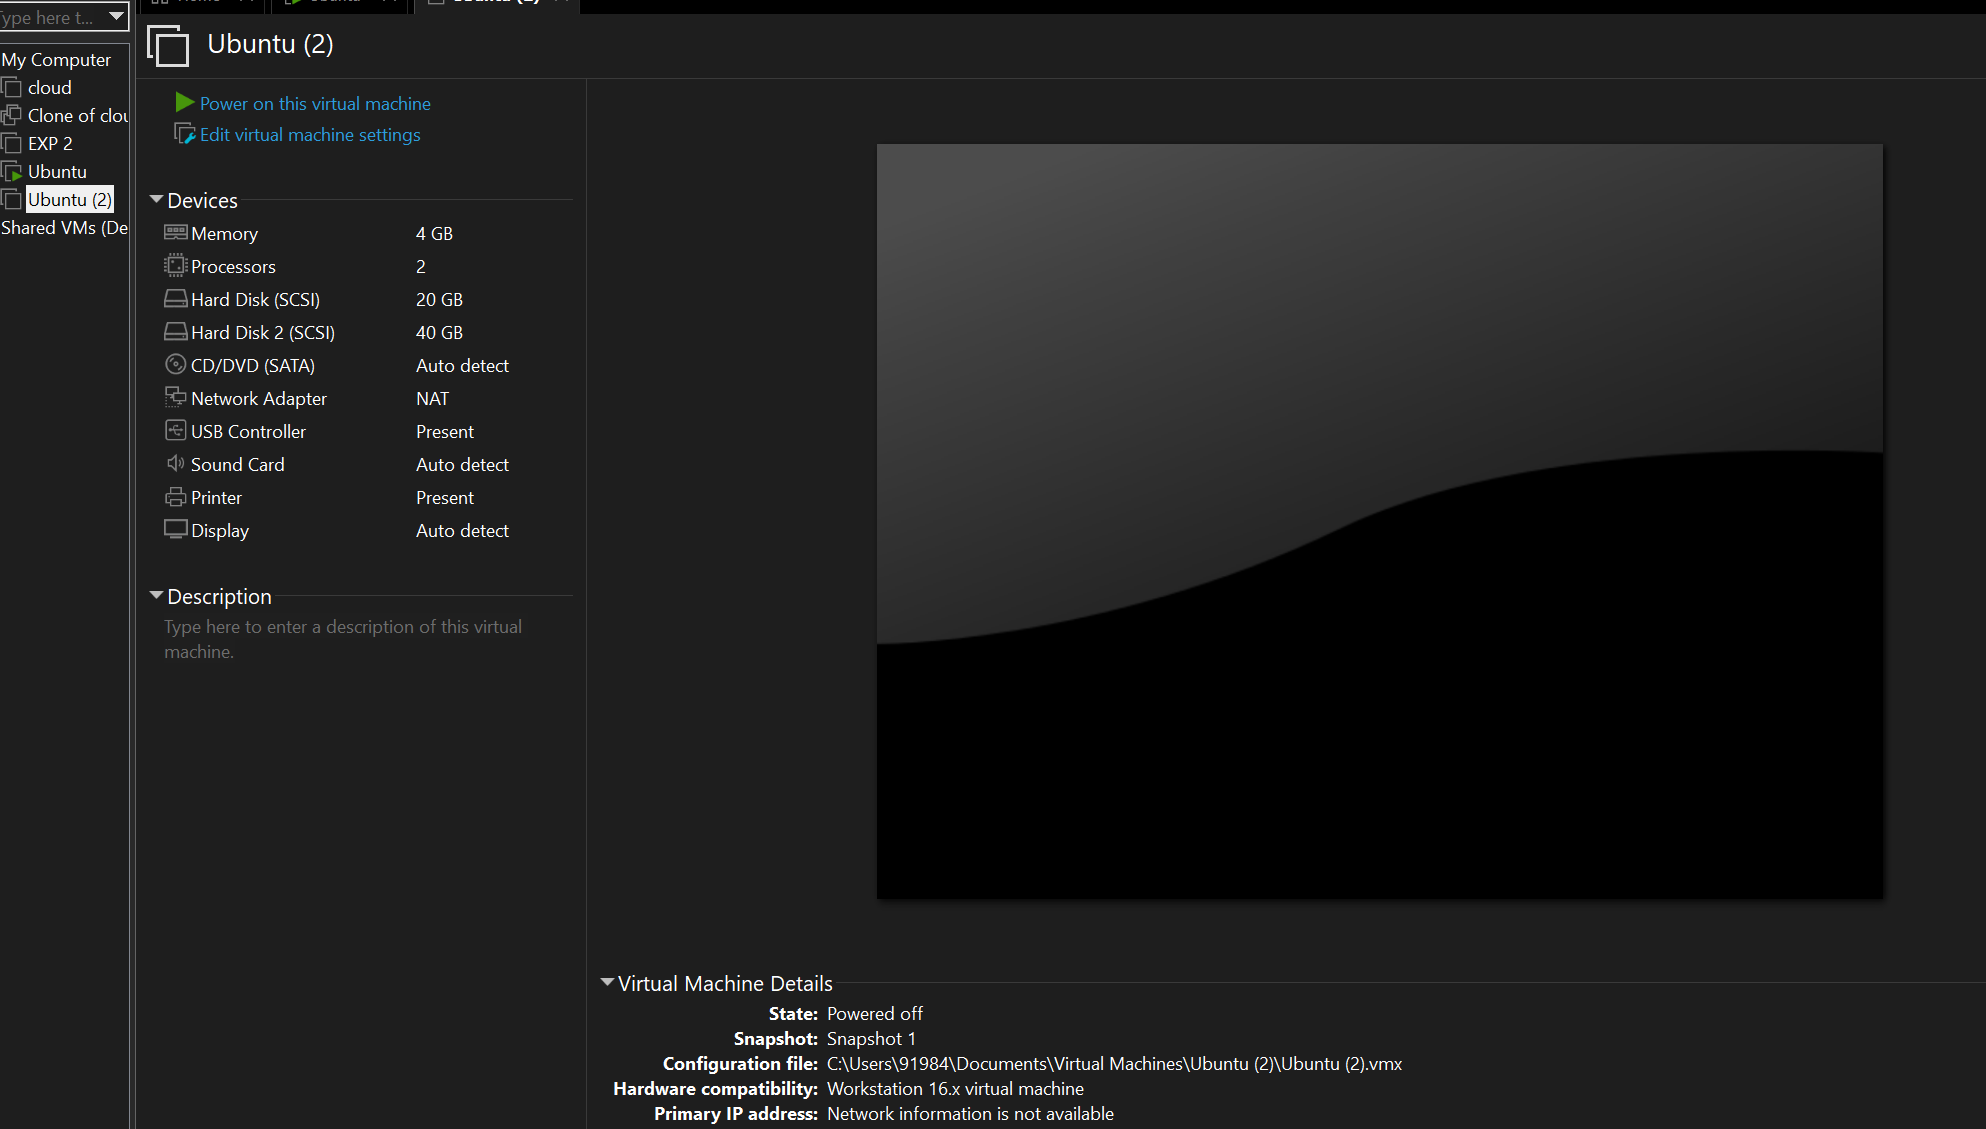 Type here t...
Ubuntu (2)
My Computer
cloud
Clone of clou
EXP 2
Ubuntu
Ubuntu (2)
Shared VMs (De
Power on this virtual machine
Edit virtual machine settings
Devices
Memory 4 GB
Processors 2
Hard Disk (SCSI) 20 GB
Hard Disk 2 (SCSI) 40 GB
CD/DVD (SATA) Auto detect
Network Adapter NAT
USB Controller Present
Sound Card Auto detect
Printer Present
Display Auto detect
Description
Type here to enter a description of this virtual
machine.
Virtual Machine Details
State: Powered off
Snapshot: Snapshot 1
Configuration file: C:\Users\91984\Documents\Virtual Machines\Ubuntu (2)\Ubuntu (2).vmx
Hardware compatibility: Workstation 16.x virtual machine
Primary IP address: Network information is not available